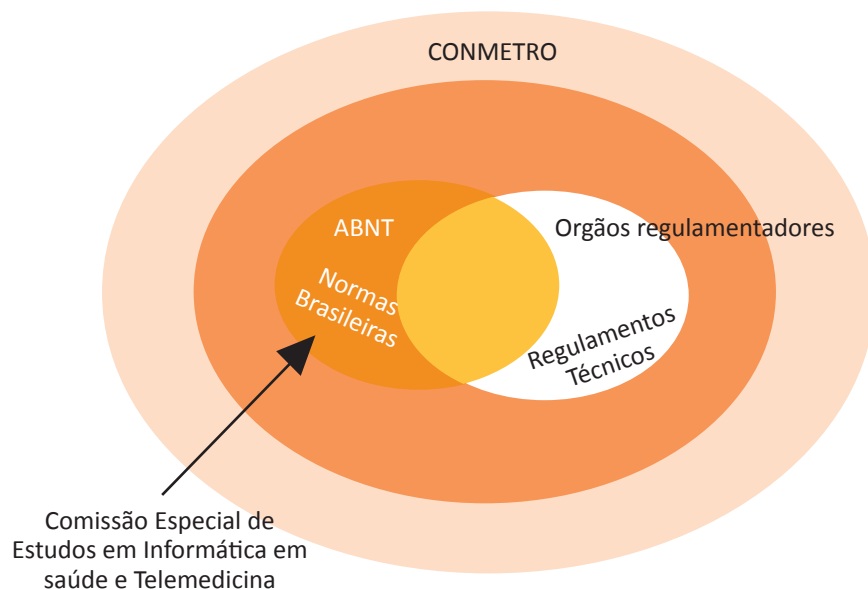 CONMETRO
ABNT
Orgãos regulamentadores
Normas
Brasileiras
Regulamentos
Técnicos
Comissão Especial de
Estudos em Informática em
saúde e Telemedicina